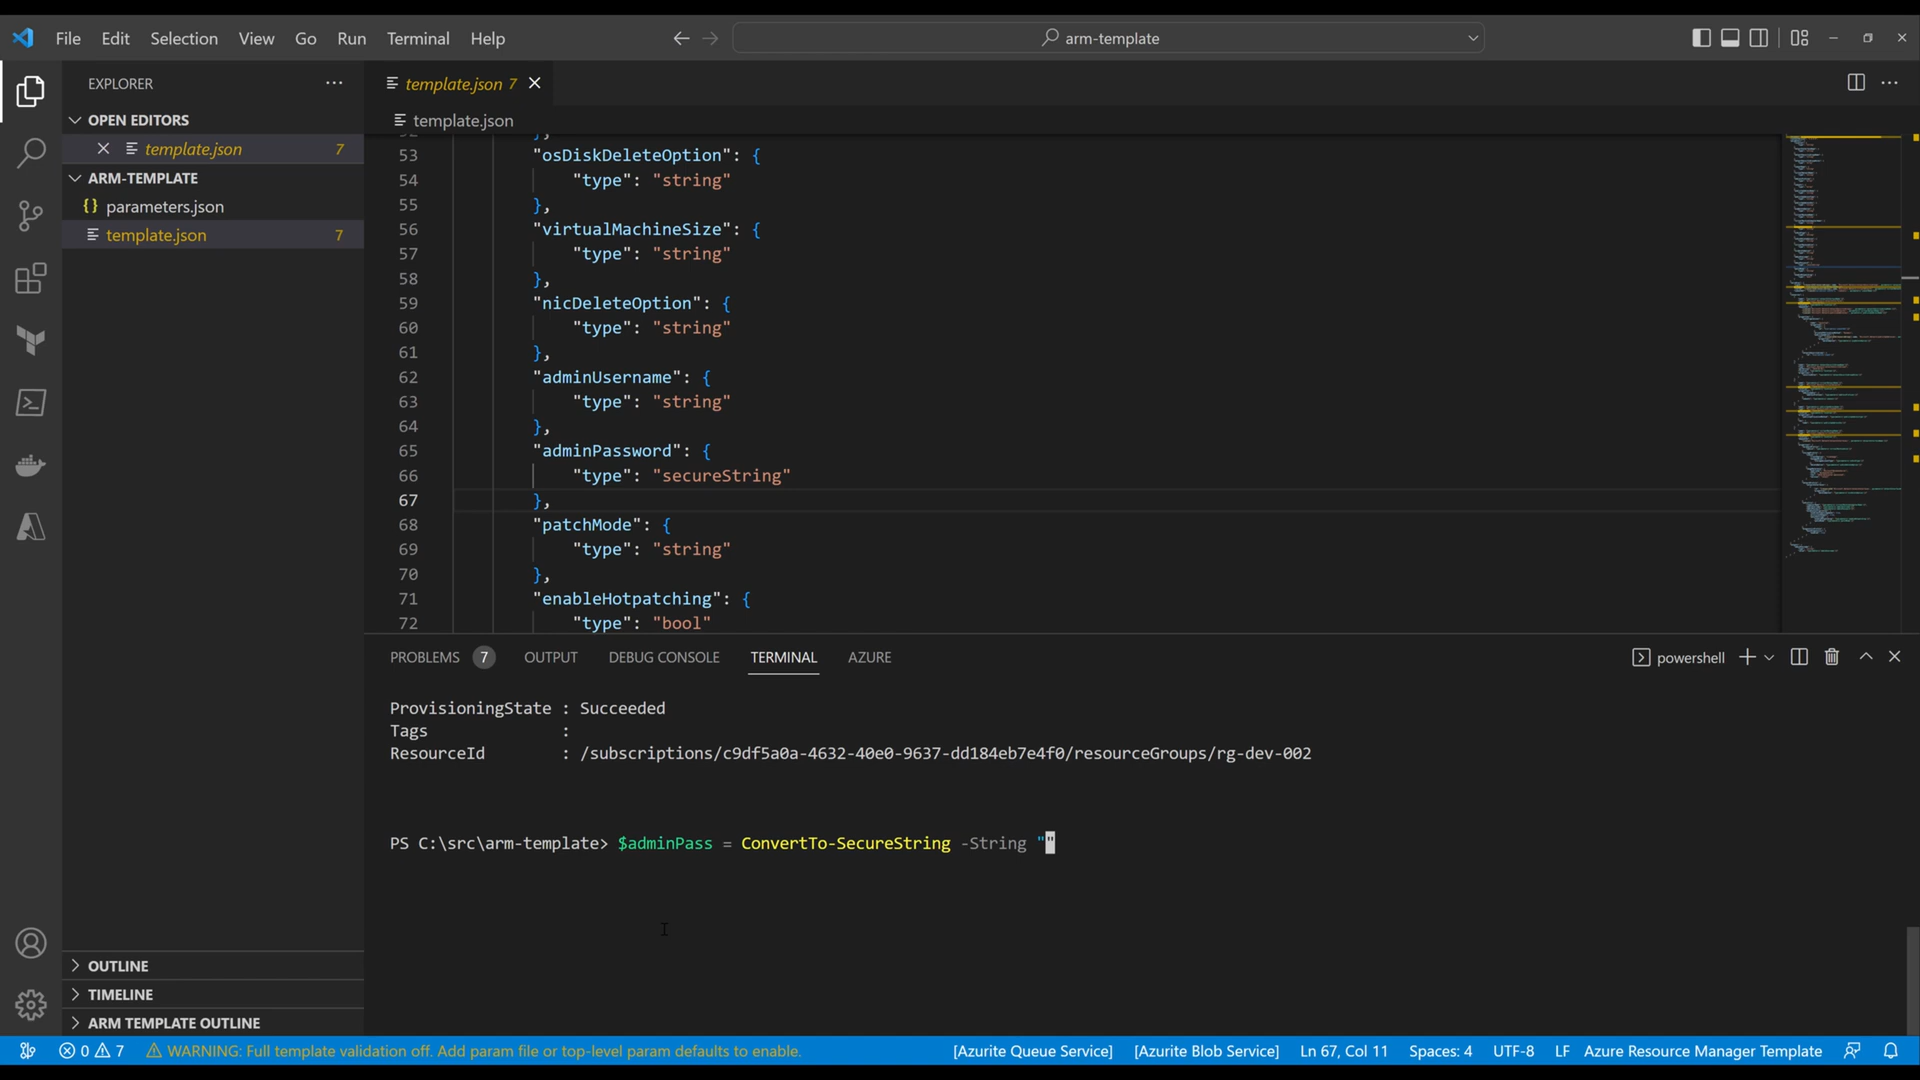 File Edit Selection View Go Run Terminal Help
arm-template
EXPLORER
OPEN EDITORS
template.json 7
ARM-TEMPLATE
parameters.json
template.json 7
OUTLINE
TIMELINE
ARM TEMPLATE OUTLINE
template.json 7
template.json
53 "osDiskDeleteOption": {
54 "type": "string"
55 },
56 "virtualMachineSize": {
57 "type": "string"
58 },
59 "nicDeleteOption": {
60 "type": "string"
61 },
62 "adminUsername": {
63 "type": "string"
64 },
65 "adminPassword": {
66 "type": "secureString"
67 },
68 "patchMode": {
69 "type": "string"
70 },
71 "enableHotpatching": {
72 "type": "bool"
PROBLEMS 7 OUTPUT DEBUG CONSOLE TERMINAL AZURE
powershell
ProvisioningState : Succeeded
Tags :
ResourceId : /subscriptions/c9df5a0a-4632-40e0-9637-dd184eb7e4f0/resourceGroups/rg-dev-002
PS C:\src\arm-template> $adminPass = ConvertTo-SecureString -String ""
0 7 WARNING: Full template validation off. Add param file or top-level param defaults to enable. [Azurite Queue Service] [Azurite Blob Service] Ln 67, Col 11 Spaces: 4 UTF-8 LF Azure Resource Manager Template